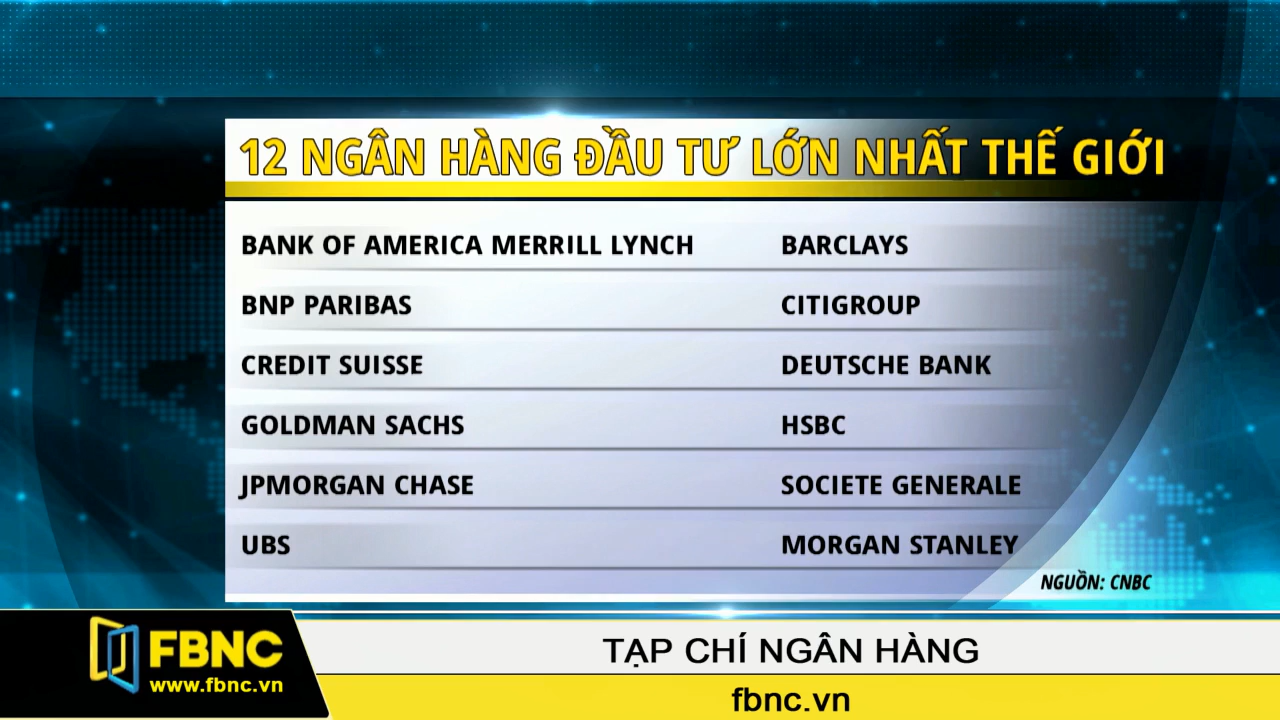 12 NGÂN HÀNG ĐẦU TƯ LỚN NHẤT THẾ GIỚI
BANK OF AMERICA MERRILL LYNCH BARCLAYS
BNP PARIBAS CITIGROUP
CREDIT SUISSE DEUTSCHE BANK
GOLDMAN SACHS HSBC
JPMORGAN CHASE SOCIETE GENERALE
UBS MORGAN STANLEY
NGUỒN: CNBC
FBNC
www.fbnc.vn
TẠP CHÍ NGÂN HÀNG
fbnc.vn